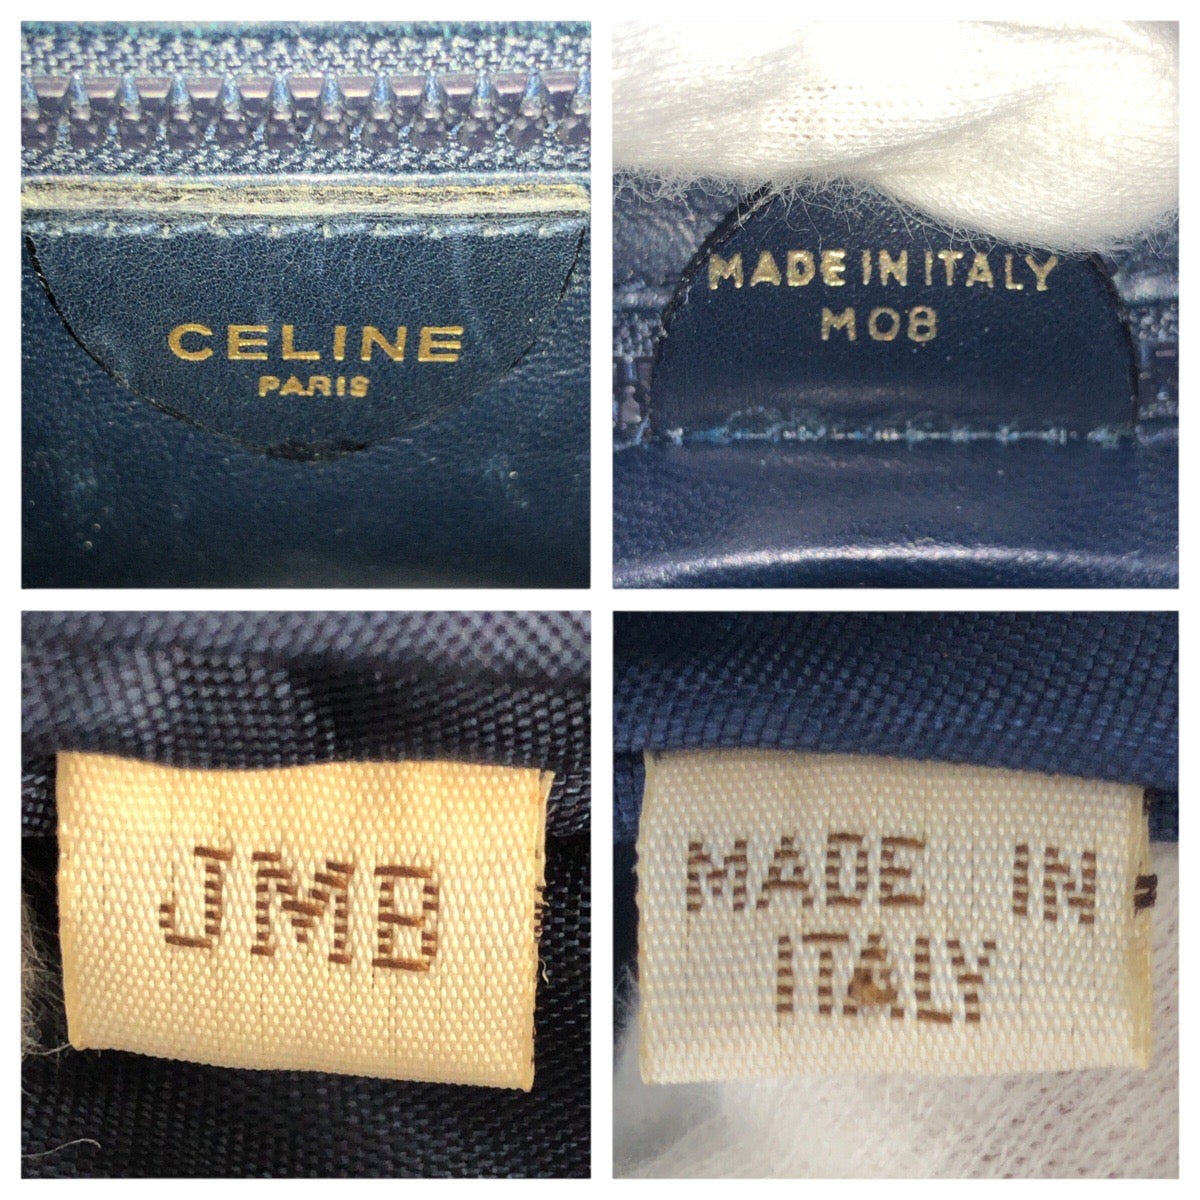 CELINE
PARIS
MADE IN ITALY
M08
JMB
MADE IN
ITALY